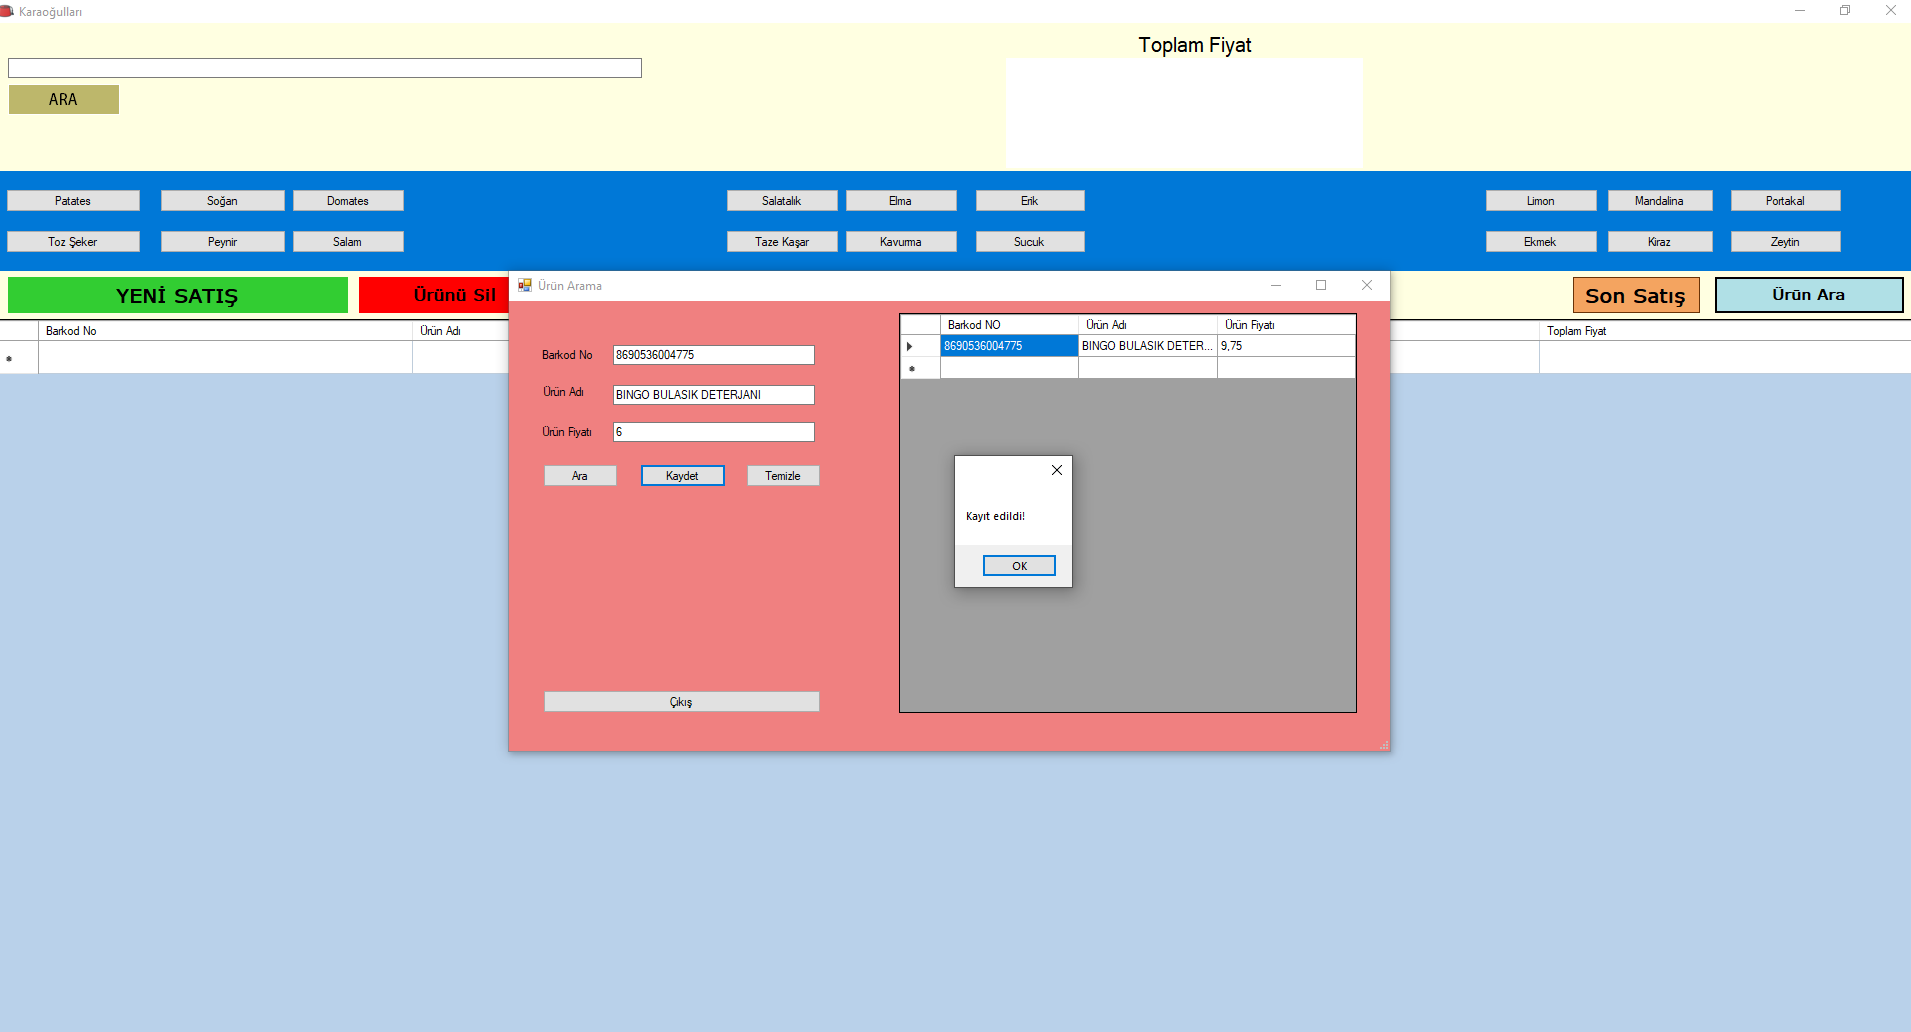 Karaoğulları
Toplam Fiyat
ARA
Patates Soğan Domates Salatalık Elma Erik Limon Mandalina Portakal
Toz Şeker Peynir Salam Taze Kaşar Kavurma Sucuk Ekmek Kiraz Zeytin
YENİ SATIŞ Ürünü Sil Son Satış Ürün Ara
Barkod No Ürün Adı Toplam Fiyat
Ürün Arama
Barkod No 8690536004775
Ürün Adı BINGO BULASIK DETERJANI
Ürün Fiyatı 6
Ara Kaydet Temizle
Çıkış
Barkod NO Ürün Adı Ürün Fiyatı
8690536004775 BINGO BULASIK DETER... 9,75
Kayıt edildi!
OK